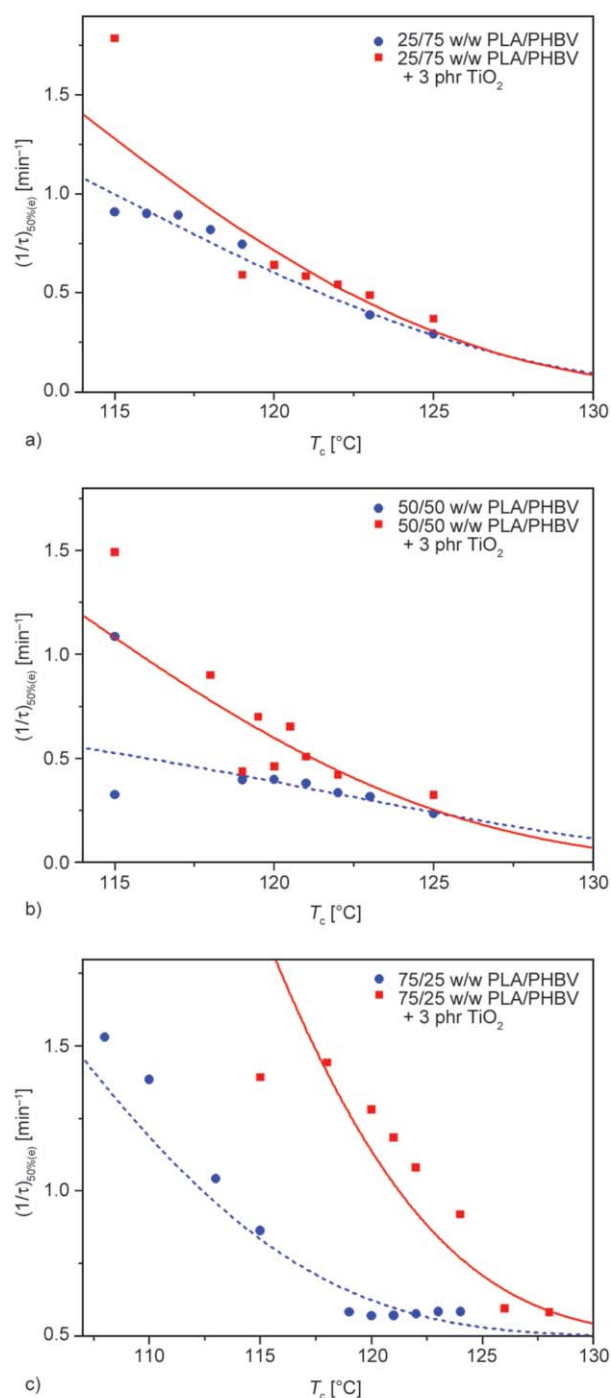 25/75 w/w PLA/PHBV
25/75 w/w PLA/PHBV
+ 3 phr TiO₂
(1/τ)₅₀%₍ₑ₎ [min⁻¹]
1.5
1.0
0.5
0.0
115 120 125 130
a) T_c [°C]
50/50 w/w PLA/PHBV
50/50 w/w PLA/PHBV
+ 3 phr TiO₂
(1/τ)₅₀%₍ₑ₎ [min⁻¹]
1.5
1.0
0.5
0.0
115 120 125 130
b) T_c [°C]
75/25 w/w PLA/PHBV
75/25 w/w PLA/PHBV
+ 3 phr TiO₂
(1/τ)₅₀%₍ₑ₎ [min⁻¹]
1.5
1.0
0.5
110 115 120 125 130
c) T_c [°C]